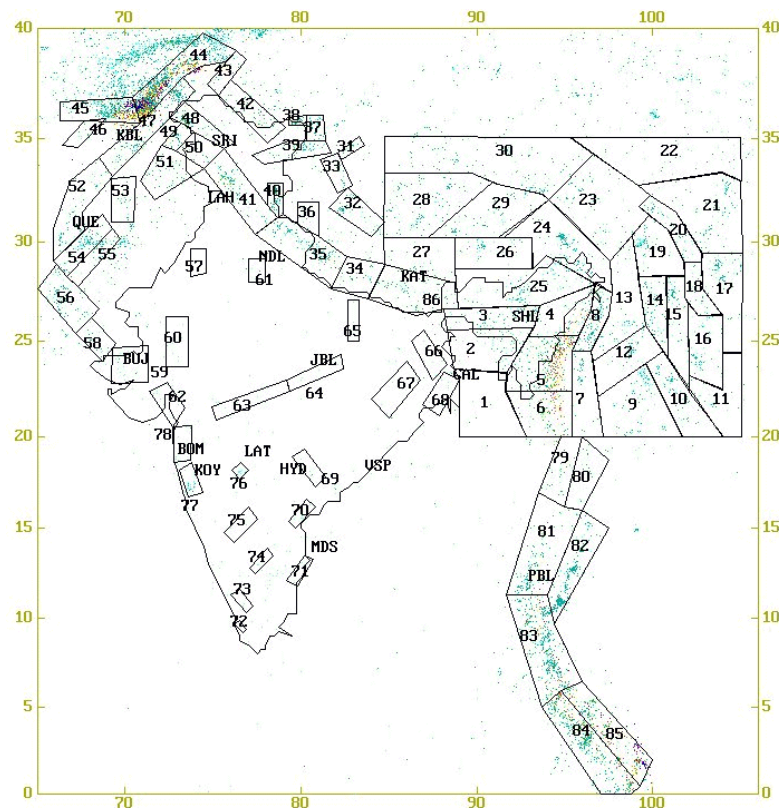 70 80 90 100
40 40
44
43
45 42
46 47 48 38 37
35 KBL 49 SRI 35
50 39 31 30 22
51 33
52 53 LAH 41 40 32 28 29 23 21
QUE 36 24 20
30 30
54 55 NDL 35 27 26 19
57 34 KAT 25
56 61 86 13 14 18 17
65 3 SHL 4 8 15
25 58 60 25
BUJ 66 2 12 16
59 JBL CAL
62 63 64 67 68 1 5 6 7 9 10 11
20 78 20
BOM LAT 79
KOY HYD VSP 80
76 69
77
70
15 75 15
MDS 81 82
74 71 PBL
73
10 72 10
83
5 5
84 85
0 0
70 80 90 100